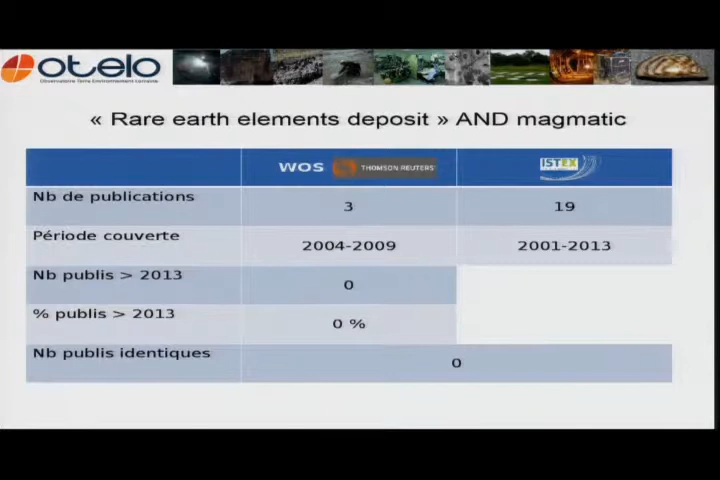 otelo
Observatoire Terre Environnement Lorraine
« Rare earth elements deposit » AND magmatic
WOS THOMSON REUTERS
ISTEX
Nb de publications 3 19
Période couverte 2004-2009 2001-2013
Nb publis > 2013 0
% publis > 2013 0 %
Nb publis identiques 0